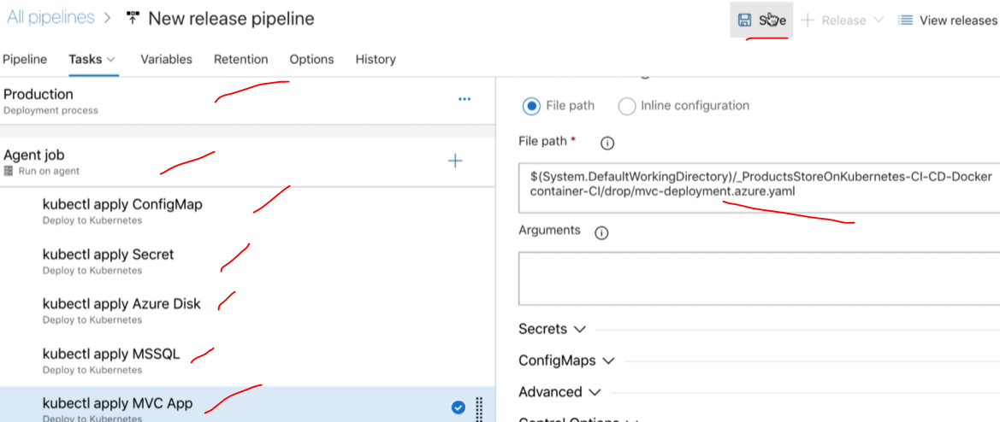 All pipelines > New release pipeline
Save + Release View releases
Pipeline Tasks Variables Retention Options History
Production
Deployment process
File path Inline configuration
File path *
Agent job
Run on agent
$(System.DefaultWorkingDirectory)/_ProductsStoreOnKubernetes-CI-CD-Docker
container-CI/drop/mvc-deployment.azure.yaml
kubectl apply ConfigMap
Deploy to Kubernetes
Arguments
kubectl apply Secret
Deploy to Kubernetes
kubectl apply Azure Disk
Deploy to Kubernetes
Secrets
kubectl apply MSSQL
Deploy to Kubernetes
ConfigMaps
Advanced
kubectl apply MVC App
Deploy to Kubernetes
Control Options